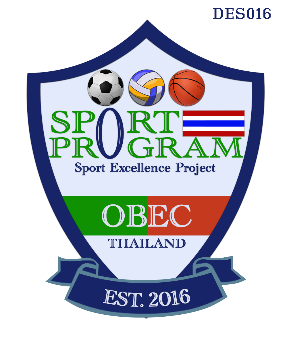 DES016
SPORT
PROGRAM
Sport Excellence Project
OBEC
THAILAND
EST. 2016